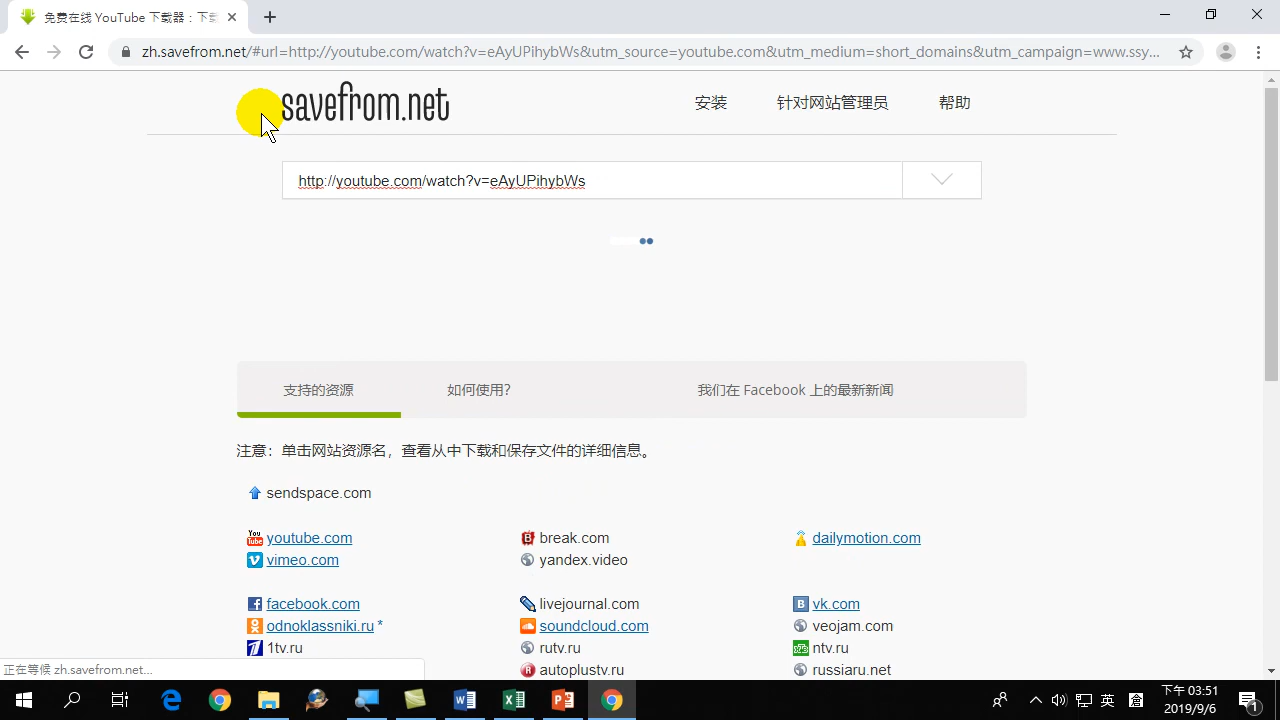 免费在线 YouTube 下载器：下载
zh.savefrom.net/#url=http://youtube.com/watch?v=eAyUPihybWs&utm_source=youtube.com&utm_medium=short_domains&utm_campaign=www.ssy...
savefrom.net
安装
针对网站管理员
帮助
http://youtube.com/watch?v=eAyUPihybWs
支持的资源
如何使用?
我们在 Facebook 上的最新新闻
注意：单击网站资源名，查看从中下载和保存文件的详细信息。
sendspace.com
youtube.com
break.com
dailymotion.com
vimeo.com
yandex.video
facebook.com
livejournal.com
vk.com
odnoklassniki.ru *
soundcloud.com
veojam.com
1tv.ru
rutv.ru
ntv.ru
正在等候 zh.savefrom.net...
autoplustv.ru
russiaru.net
英
下午 03:51
2019/9/6
1